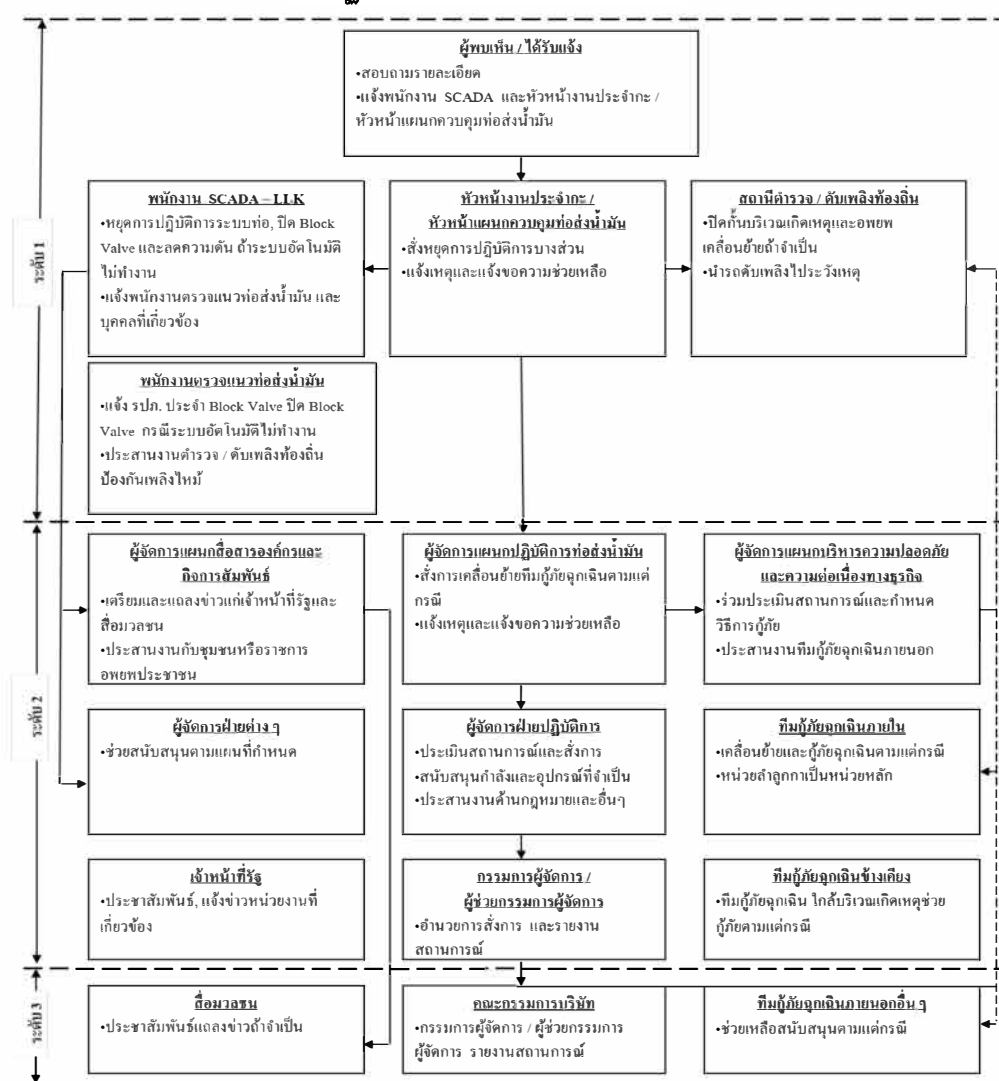 ผู้พบเห็น / ได้รับแจ้ง
•สอบถามรายละเอียด
•แจ้งพนักงาน SCADA และหัวหน้างานประจำกะ /
หัวหน้าแผนกควบคุมท่อส่งน้ำมัน
ระดับ 1
พนักงาน SCADA – LLK
•หยุดการปฏิบัติการระบบท่อ, ปิด Block
Valve และลดความดัน ถ้าระบบอัตโนมัติ
ไม่ทำงาน
•แจ้งพนักงานตรวจแนวท่อส่งน้ำมัน และ
บุคคลที่เกี่ยวข้อง
หัวหน้างานประจำกะ /
หัวหน้าแผนกควบคุมท่อส่งน้ำมัน
•สั่งหยุดการปฏิบัติการบางส่วน
•แจ้งเหตุและแจ้งขอความช่วยเหลือ
สถานีตำรวจ / ดับเพลิงท้องถิ่น
•ปิดกั้นบริเวณเกิดเหตุและอพยพ
เคลื่อนย้ายถ้าจำเป็น
•นำรถดับเพลิงไประวังเหตุ
พนักงานตรวจแนวท่อส่งน้ำมัน
•แจ้ง รปภ. ประจำ Block Valve ปิด Block
Valve กรณีระบบอัตโนมัติไม่ทำงาน
•ประสานงานตำรวจ / ดับเพลิงท้องถิ่น
ป้องกันเพลิงไหม้
ระดับ 2
ผู้จัดการแผนกสื่อสารองค์กรและ
กิจการสัมพันธ์
•เตรียมและแถลงข่าวแก่เจ้าหน้าที่รัฐและ
สื่อมวลชน
•ประสานงานกับชุมชนหรือราชการ
อพยพประชาชน
ผู้จัดการแผนกปฏิบัติการท่อส่งน้ำมัน
•สั่งการเคลื่อนย้ายทีมกู้ภัยฉุกเฉินตามแต่
กรณี
•แจ้งเหตุและแจ้งขอความช่วยเหลือ
ผู้จัดการแผนกบริหารความปลอดภัย
และความต่อเนื่องทางธุรกิจ
•ร่วมประเมินสถานการณ์และกำหนด
วิธีการกู้ภัย
•ประสานงานทีมกู้ภัยฉุกเฉินภายนอก
ผู้จัดการฝ่ายต่าง ๆ
•ช่วยสนับสนุนตามแผนที่กำหนด
ผู้จัดการฝ่ายปฏิบัติการ
•ประเมินสถานการณ์และสั่งการ
•สนับสนุนกำลังและอุปกรณ์ที่จำเป็น
•ประสานงานด้านกฎหมายและอื่นๆ
ทีมกู้ภัยฉุกเฉินภายใน
•เคลื่อนย้ายและกู้ภัยฉุกเฉินตามแต่กรณี
•หน่วยลำลูกกาเป็นหน่วยหลัก
เจ้าหน้าที่รัฐ
•ประชาสัมพันธ์, แจ้งข่าวหน่วยงานที่
เกี่ยวข้อง
กรรมการผู้จัดการ /
ผู้ช่วยกรรมการผู้จัดการ
•อำนวยการสั่งการ และรายงาน
สถานการณ์
ทีมกู้ภัยฉุกเฉินข้างเคียง
•ทีมกู้ภัยฉุกเฉิน ใกล้บริเวณเกิดเหตุช่วย
กู้ภัยตามแต่กรณี
ระดับ 3
สื่อมวลชน
•ประชาสัมพันธ์แถลงข่าวถ้าจำเป็น
คณะกรรมการบริษัท
•กรรมการผู้จัดการ / ผู้ช่วยกรรมการ
ผู้จัดการ รายงานสถานการณ์
ทีมกู้ภัยฉุกเฉินภายนอกอื่น ๆ
•ช่วยเหลือสนับสนุนตามแต่กรณี